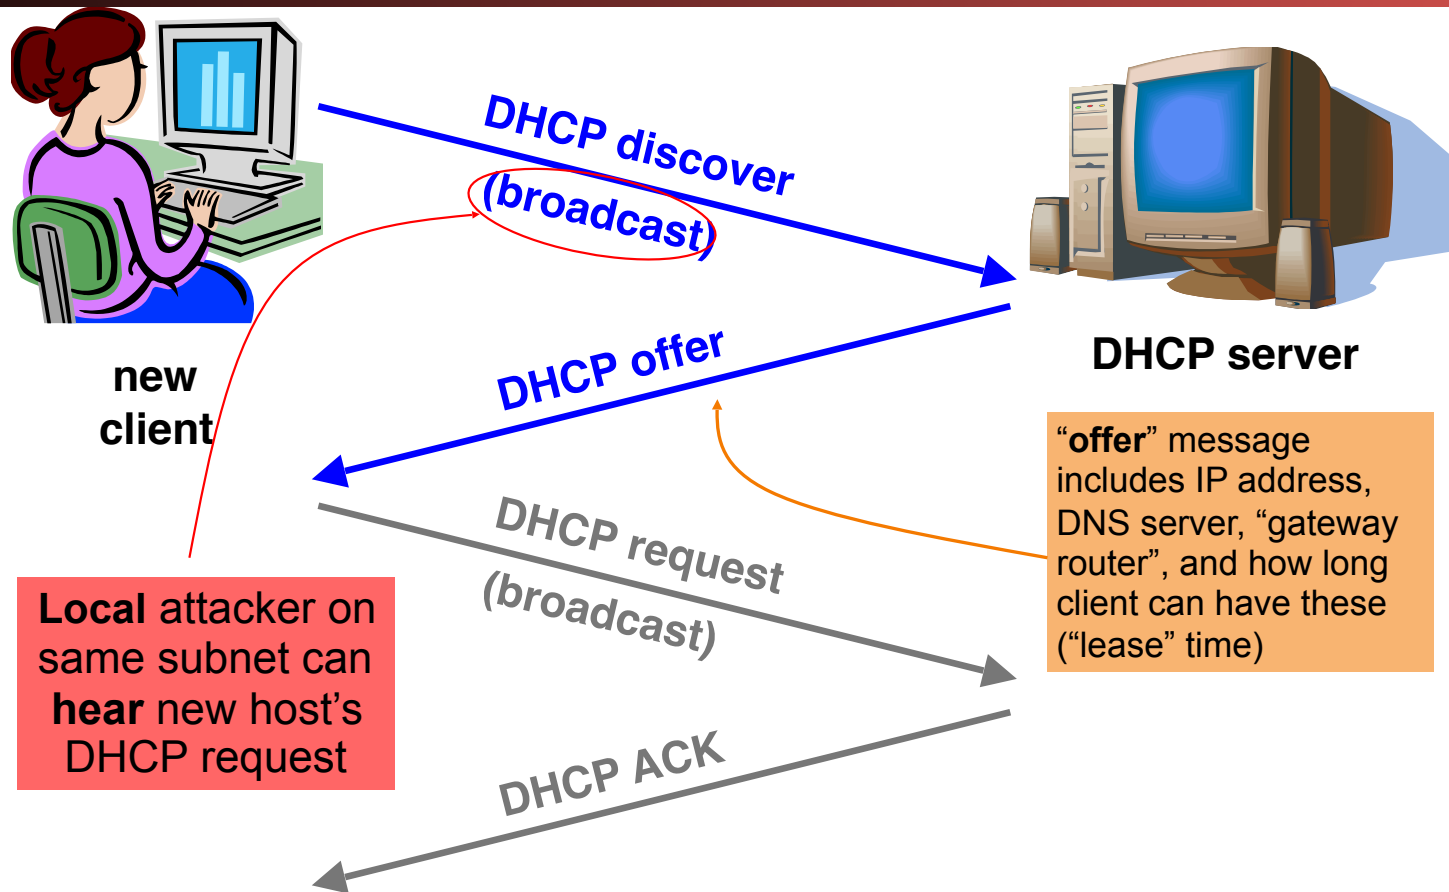 DHCP discover
(broadcast)
DHCP offer
new
client
DHCP server
“offer” message
includes IP address,
DNS server, “gateway
router”, and how long
client can have these
(“lease” time)
DHCP request
(broadcast)
Local attacker on
same subnet can
hear new host’s
DHCP request
DHCP ACK